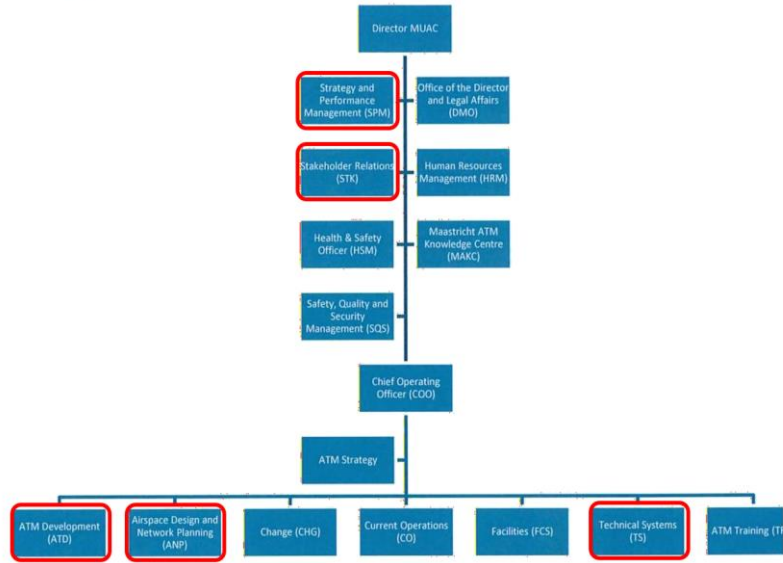 Director MUAC
Strategy and
Performance
Management (SPM)
Office of the Director
and Legal Affairs
(DMO)
Stakeholder Relations
(STK)
Human Resources
Management (HRM)
Health & Safety
Officer (HSM)
Maastricht ATM
Knowledge Centre
(MAKC)
Safety, Quality and
Security
Management (SQS)
Chief Operating
Officer (COO)
ATM Strategy
ATM Development
(ATD)
Airspace Design and
Network Planning
(ANP)
Change (CHG)
Current Operations
(CO)
Facilities (FCS)
Technical Systems
(TS)
ATM Training